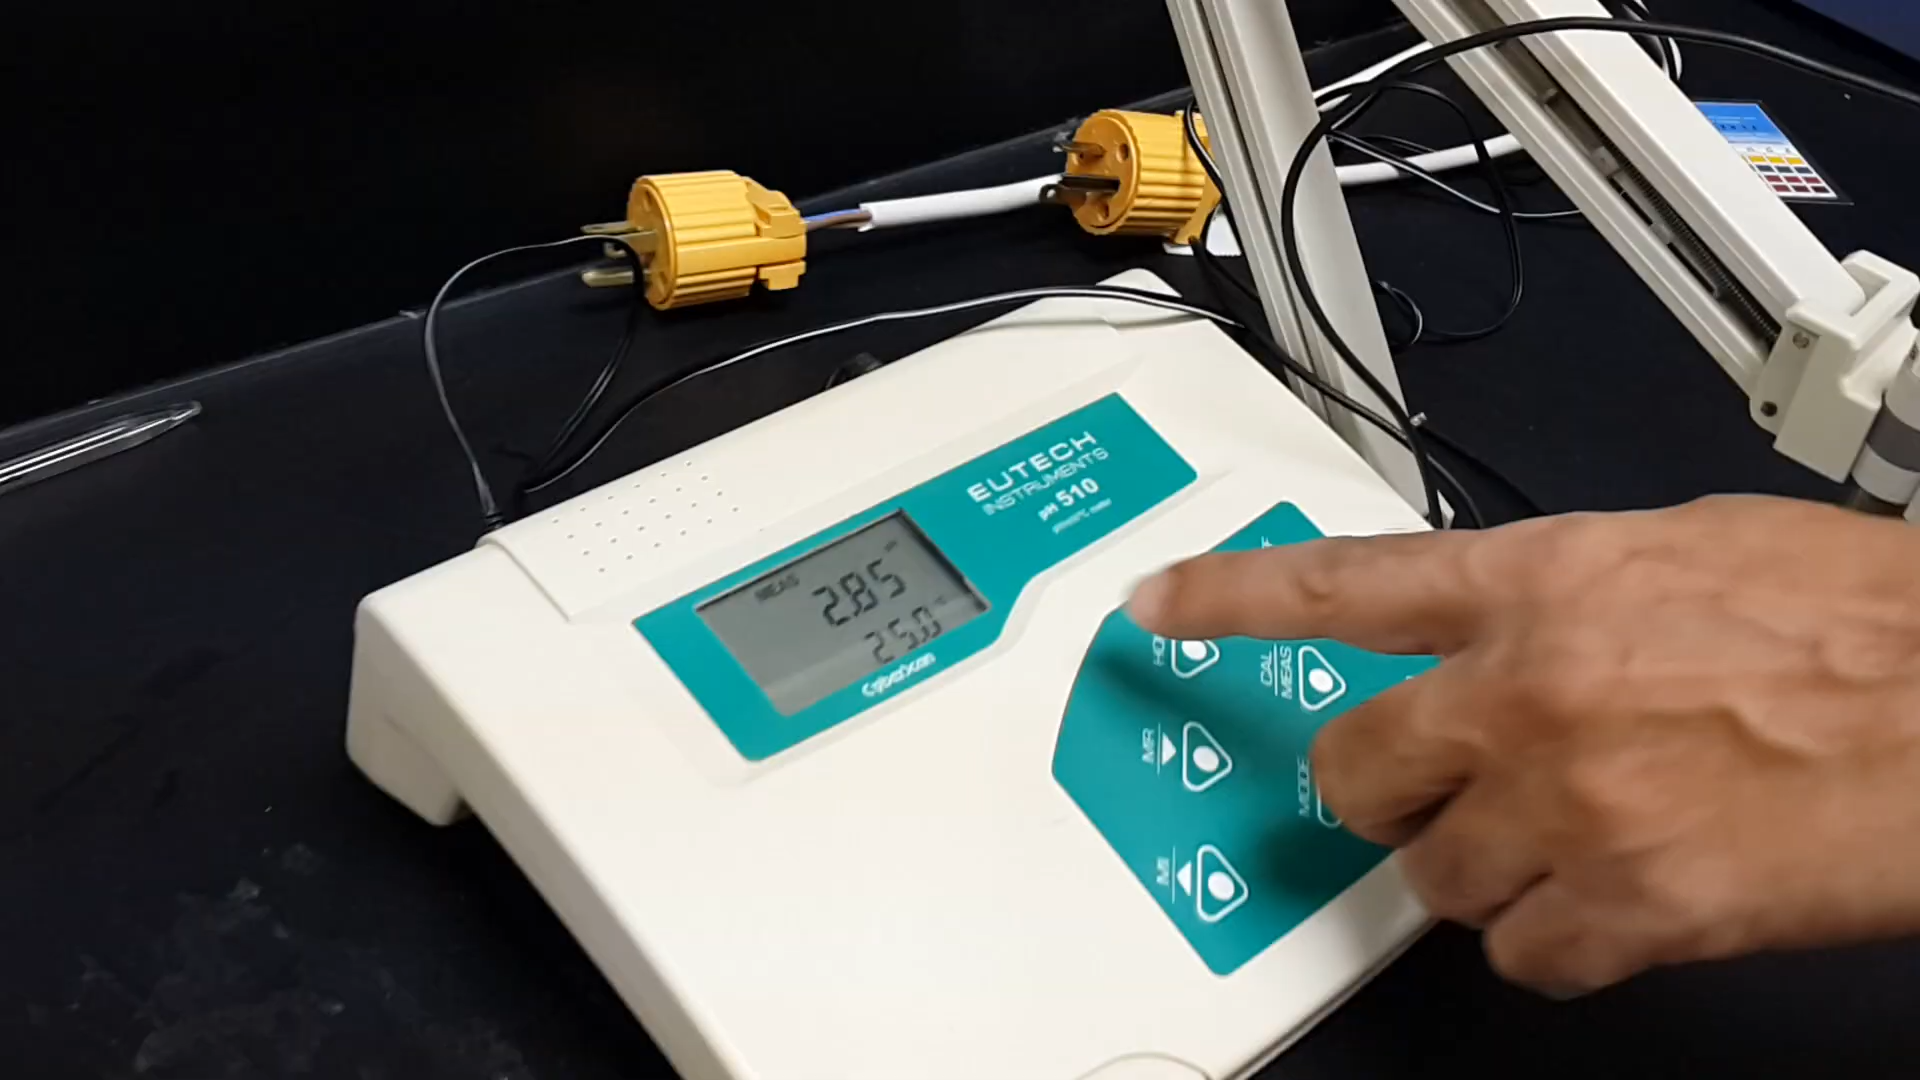 EUTECH
INSTRUMENTS
pH 510
MEAS
2.85
25.0
CyberScan
CAL
MEAS
MR
MODE
MI